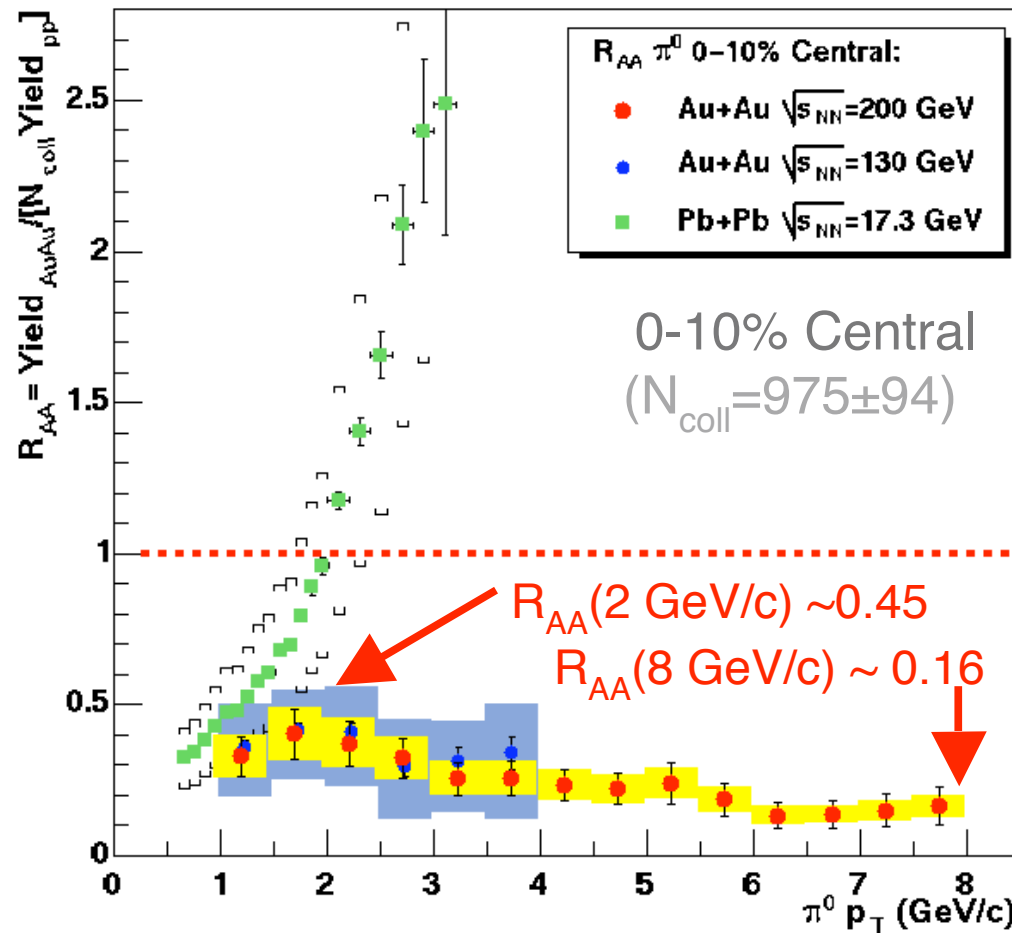 R_AA = Yield_AuAu/[N_coll Yield_pp]
2.5
2
1.5
1
0.5
0
R_AA π⁰ 0-10% Central:
Au+Au √s_NN=200 GeV
Au+Au √s_NN=130 GeV
Pb+Pb √s_NN=17.3 GeV
0-10% Central
(N_coll=975±94)
R_AA(2 GeV/c) ~0.45
R_AA(8 GeV/c) ~ 0.16
0 1 2 3 4 5 6 7 8
π⁰ p_T (GeV/c)